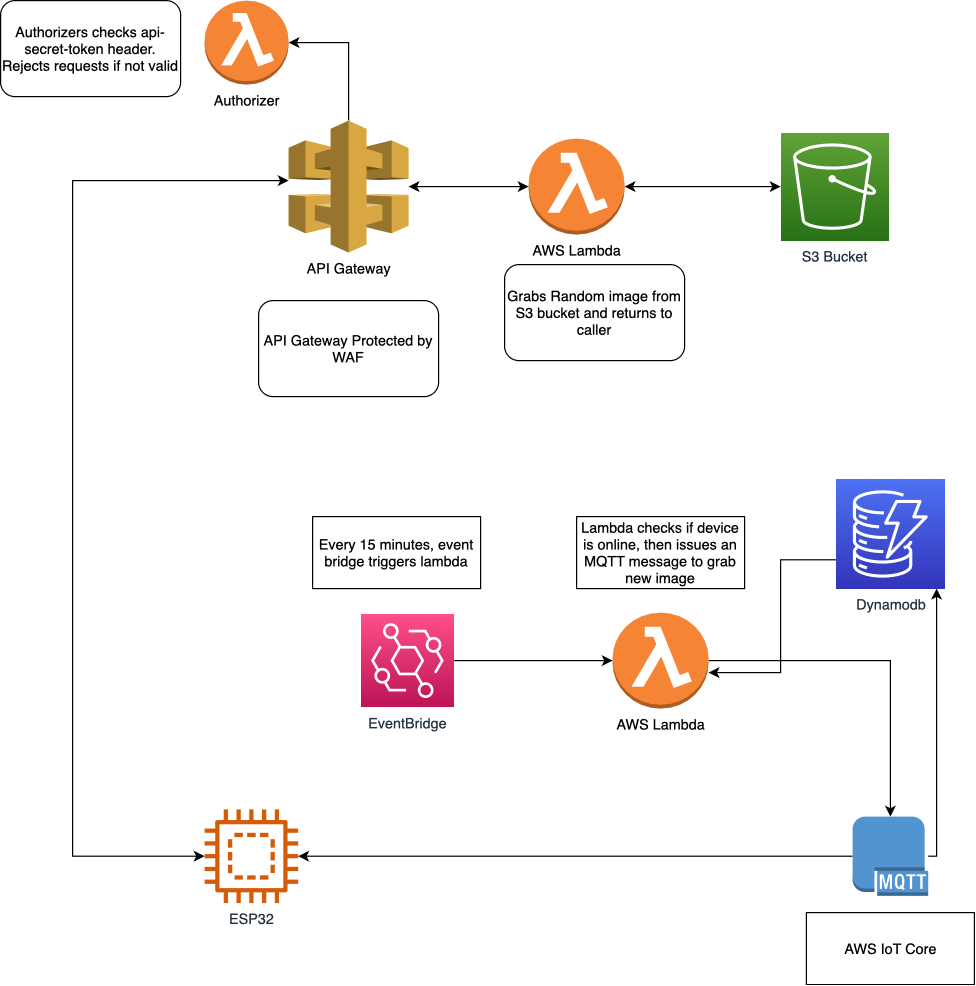 Authorizers checks api-
secret-token header.
Rejects requests if not valid
Authorizer
API Gateway
AWS Lambda
S3 Bucket
Grabs Random image from
S3 bucket and returns to
caller
API Gateway Protected by
WAF
Every 15 minutes, event
bridge triggers lambda
Lambda checks if device
is online, then issues an
MQTT message to grab
new image
Dynamodb
EventBridge
AWS Lambda
MQTT
ESP32
AWS IoT Core